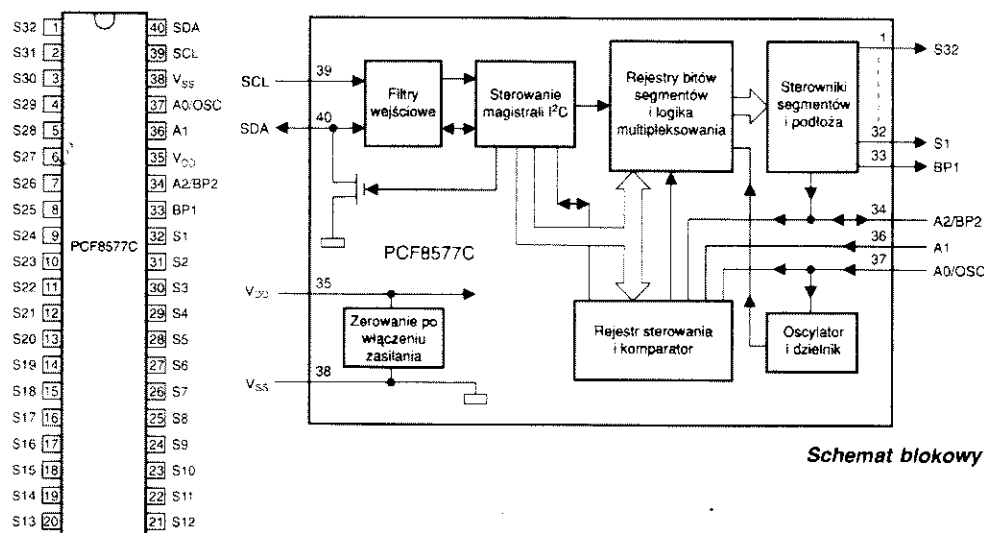 S32 1 40 SDA
S31 2 39 SCL
S30 3 38 VSS
S29 4 37 A0/OSC
S28 5 36 A1
S27 6 35 VDD
S26 7 34 A2/BP2
S25 8 33 BP1
S24 9 32 S1
S23 10 31 S2
S22 11 30 S3
S21 12 29 S4
S20 13 28 S5
S19 14 27 S6
S18 15 26 S7
S17 16 25 S8
S16 17 24 S9
S15 18 23 S10
S14 19 22 S11
S13 20 21 S12
PCF8577C
SCL 39
SDA 40
Filtry
wejściowe
Sterowanie
magistrali I²C
Rejestry bitów
segmentów
i logika
multipleksowania
Sterowniki
segmentów
i podłoża
1 S32
32 S1
33 BP1
34 A2/BP2
36 A1
37 A0/OSC
PCF8577C
VDD 35
Zerowanie po
włączeniu
zasilania
VSS 38
Rejestr sterowania
i komparator
Oscylator
i dzielnik
Schemat blokowy